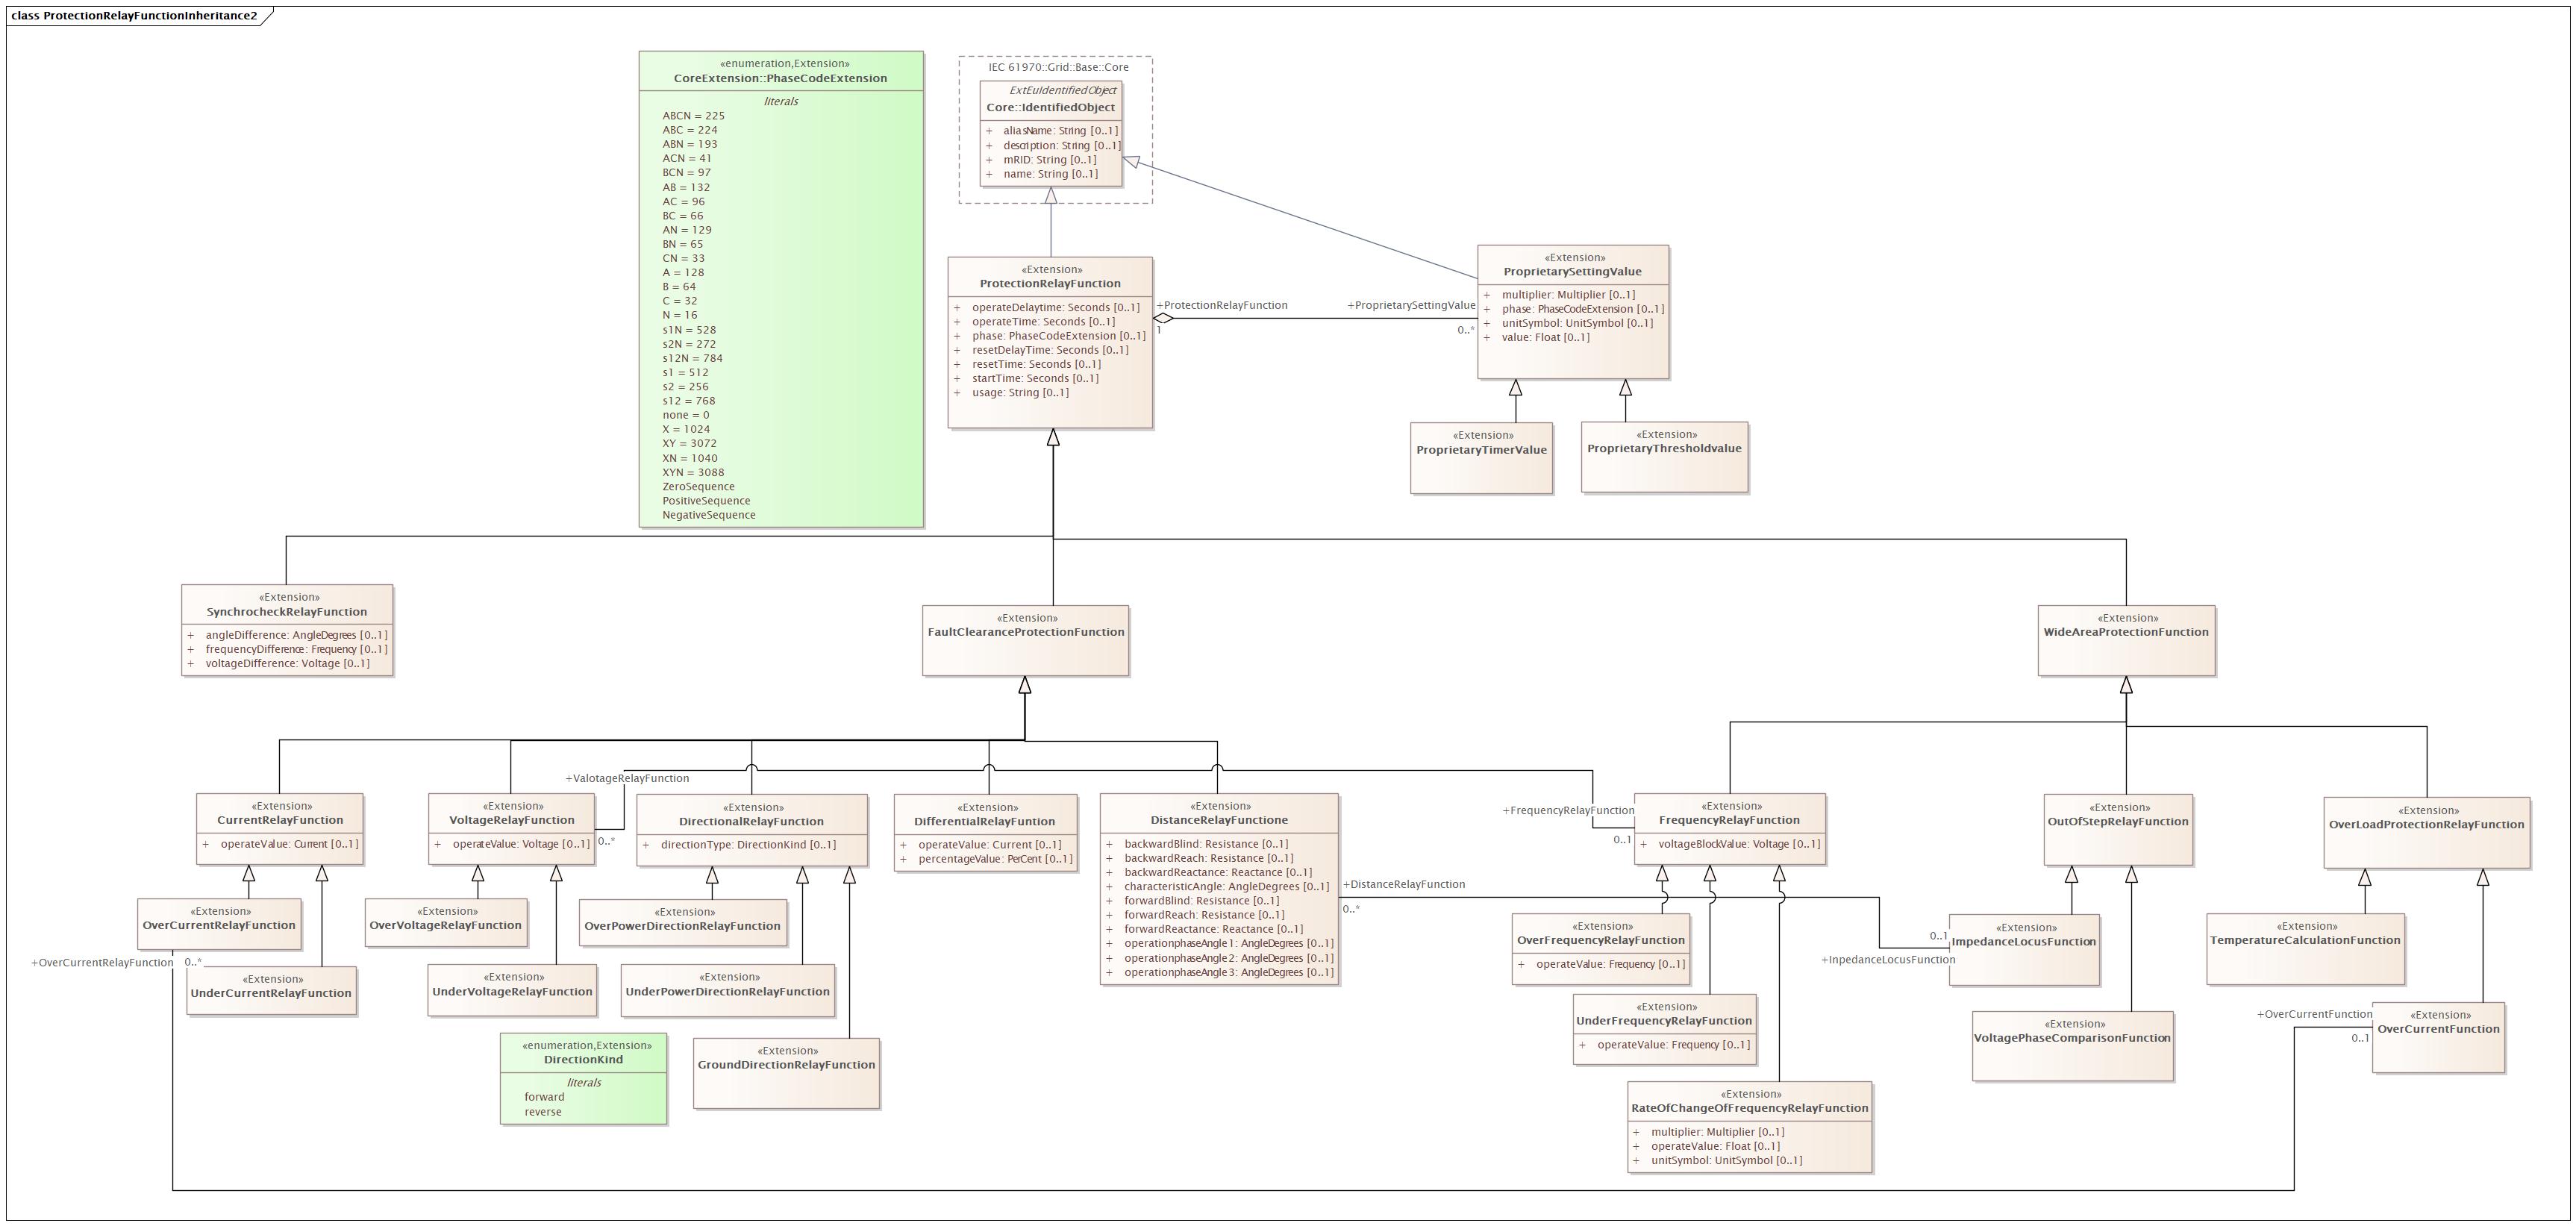 class ProtectionRelayFunctionInheritance2
«enumeration,Extension»
CoreExtension::PhaseCodeExtension
literals
ABCN = 225
ABC = 224
ABN = 193
ACN = 41
BCN = 97
AB = 132
AC = 96
BC = 66
AN = 129
BN = 65
CN = 33
A = 128
B = 64
C = 32
N = 16
s1N = 528
s2N = 272
s12N = 784
s1 = 512
s2 = 256
s12 = 768
none = 0
X = 1024
XY = 3072
XN = 1040
XYN = 3088
ZeroSequence
PositiveSequence
NegativeSequence
IEC 61970::Grid::Base::Core
ExtEuIdentifiedObject
Core::IdentifiedObject
+ aliasName: String [0..1]
+ description: String [0..1]
+ mRID: String [0..1]
+ name: String [0..1]
«Extension»
ProtectionRelayFunction
+ operateDelaytime: Seconds [0..1]
+ operateTime: Seconds [0..1]
+ phase: PhaseCodeExtension [0..1]
+ resetDelayTime: Seconds [0..1]
+ resetTime: Seconds [0..1]
+ startTime: Seconds [0..1]
+ usage: String [0..1]
+ProtectionRelayFunction
1
+ProprietarySettingValue
0..*
«Extension»
ProprietarySettingValue
+ multiplier: Multiplier [0..1]
+ phase: PhaseCodeExtension [0..1]
+ unitSymbol: UnitSymbol [0..1]
+ value: Float [0..1]
«Extension»
ProprietaryTimerValue
«Extension»
ProprietaryThresholdvalue
«Extension»
SynchrocheckRelayFunction
+ angleDifference: AngleDegrees [0..1]
+ frequencyDifference: Frequency [0..1]
+ voltageDifference: Voltage [0..1]
«Extension»
FaultClearanceProtectionFunction
«Extension»
WideAreaProtectionFunction
«Extension»
CurrentRelayFunction
+ operateValue: Current [0..1]
«Extension»
VoltageRelayFunction
+ operateValue: Voltage [0..1]
+ValotageRelayFunction
0..*
«Extension»
DirectionalRelayFunction
+ directionType: DirectionKind [0..1]
«Extension»
DifferentialRelayFuntion
+ operateValue: Current [0..1]
+ percentageValue: PerCent [0..1]
«Extension»
DistanceRelayFunctione
+ backwardBlind: Resistance [0..1]
+ backwardReach: Resistance [0..1]
+ backwardReactance: Reactance [0..1]
+ characteristicAngle: AngleDegrees [0..1]
+ forwardBlind: Resistance [0..1]
+ forwardReach: Resistance [0..1]
+ forwardReactance: Reactance [0..1]
+ operationphaseAngle1: AngleDegrees [0..1]
+ operationphaseAngle2: AngleDegrees [0..1]
+ operationphaseAngle3: AngleDegrees [0..1]
+DistanceRelayFunction
0..*
+FrequencyRelayFunction
0..1
«Extension»
FrequencyRelayFunction
+ voltageBlockValue: Voltage [0..1]
«Extension»
OutOfStepRelayFunction
«Extension»
OverLoadProtectionRelayFunction
«Extension»
OverCurrentRelayFunction
+OverCurrentRelayFunction
0..*
«Extension»
UnderCurrentRelayFunction
«Extension»
OverVoltageRelayFunction
«Extension»
UnderVoltageRelayFunction
«Extension»
OverPowerDirectionRelayFunction
«Extension»
UnderPowerDirectionRelayFunction
«enumeration,Extension»
DirectionKind
literals
forward
reverse
«Extension»
GroundDirectionRelayFunction
«Extension»
OverFrequencyRelayFunction
+ operateValue: Frequency [0..1]
«Extension»
UnderFrequencyRelayFunction
+ operateValue: Frequency [0..1]
«Extension»
RateOfChangeOfFrequencyRelayFunction
+ multiplier: Multiplier [0..1]
+ operateValue: Float [0..1]
+ unitSymbol: UnitSymbol [0..1]
0..1
+InpedanceLocusFunction
«Extension»
ImpedanceLocusFunction
«Extension»
VoltagePhaseComparisonFunction
«Extension»
TemperatureCalculationFunction
+OverCurrentFunction
0..1
«Extension»
OverCurrentFunction